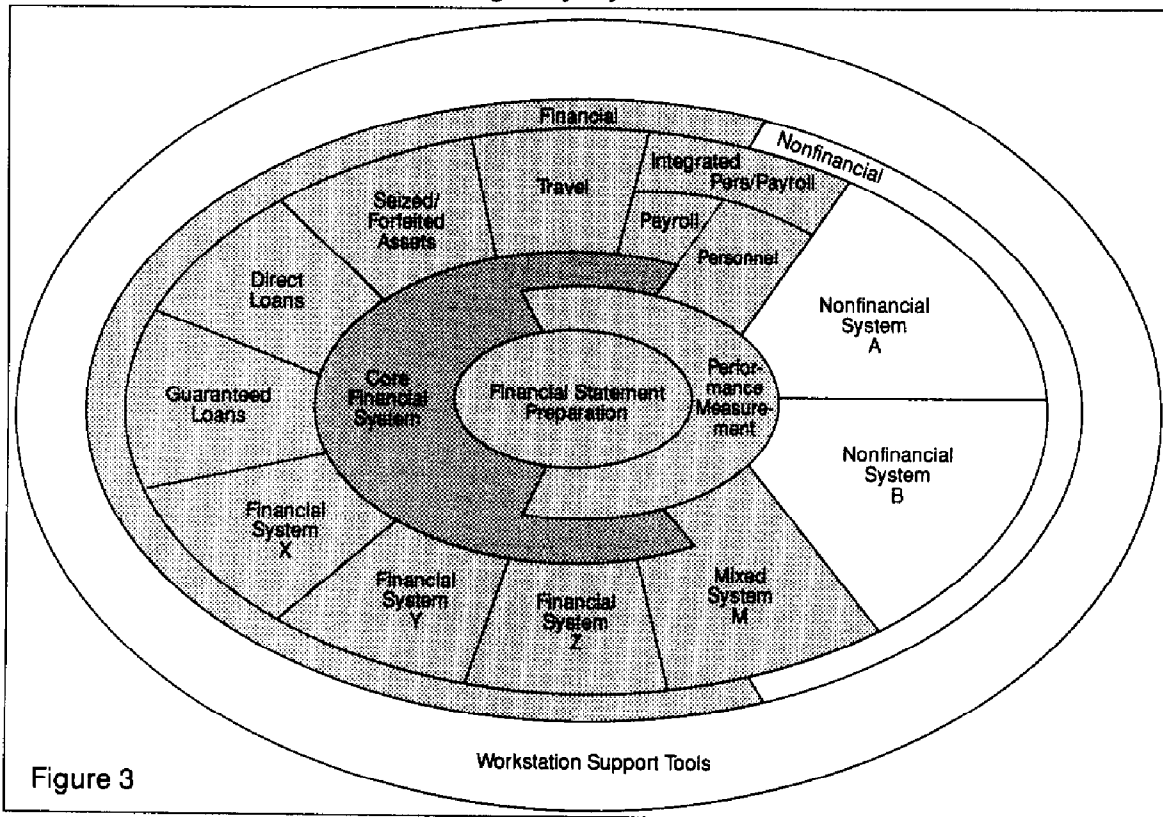 Financial
Nonfinancial
Integrated
Pers/Payroll
Travel
Seized/
Forfeited
Assets
Payroll
Personnel
Direct
Loans
Nonfinancial
System
A
Guaranteed
Loans
Core
Financial
System
Financial Statement
Preparation
Perfor-
mance
Measure-
ment
Nonfinancial
System
B
Financial
System
X
Financial
System
Y
Financial
System
Z
Mixed
System
M
Workstation Support Tools
Figure 3